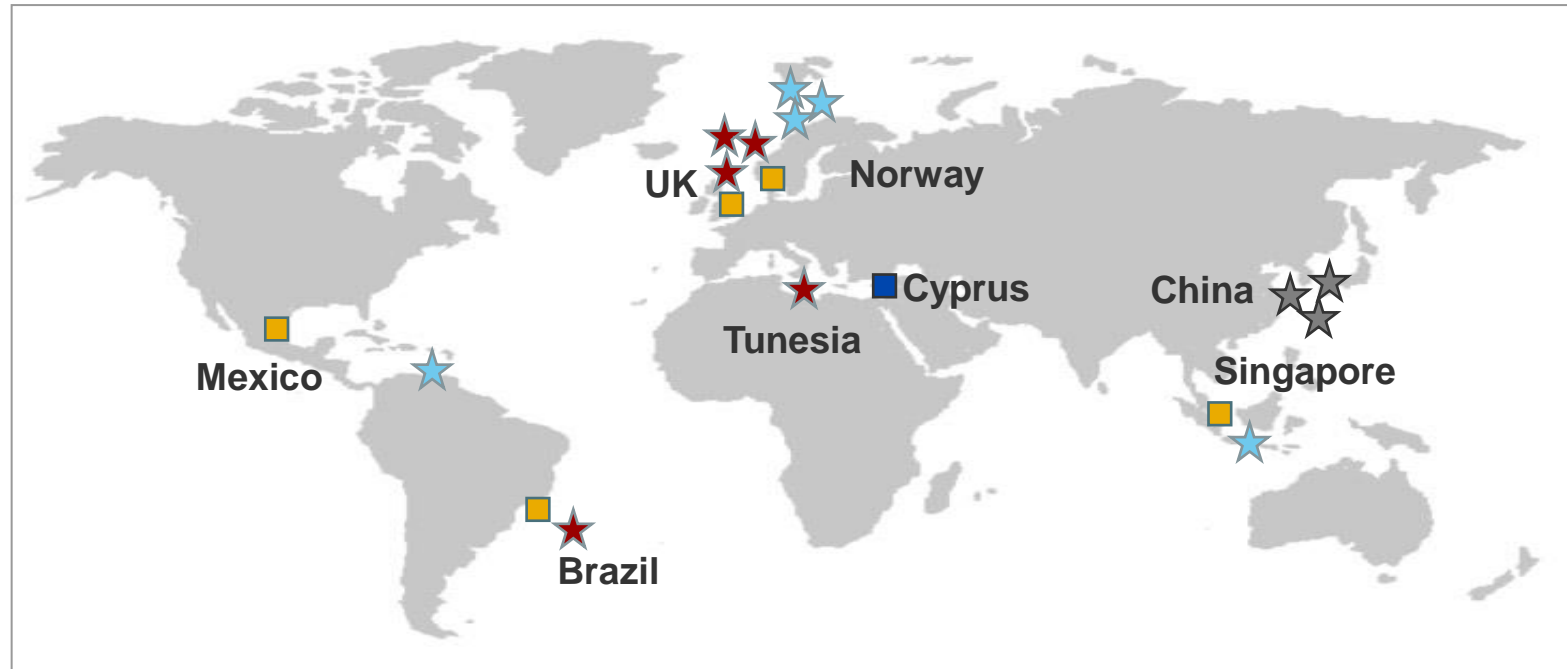 UK
Norway
Cyprus
China
Tunesia
Singapore
Mexico
Brazil